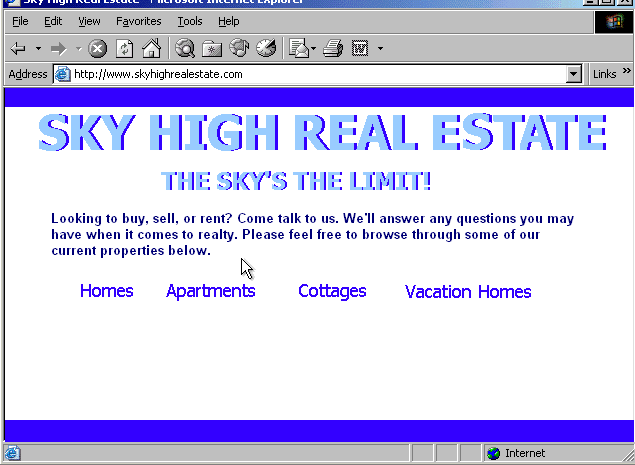 Sky High Real Estate - Microsoft Internet Explorer
File Edit View Favorites Tools Help
Address http://www.skyhighrealestate.com Links »
SKY HIGH REAL ESTATE
THE SKY'S THE LIMIT!
Looking to buy, sell, or rent? Come talk to us. We'll answer any questions you may
have when it comes to realty. Please feel free to browse through some of our
current properties below.
Homes Apartments Cottages Vacation Homes
Internet